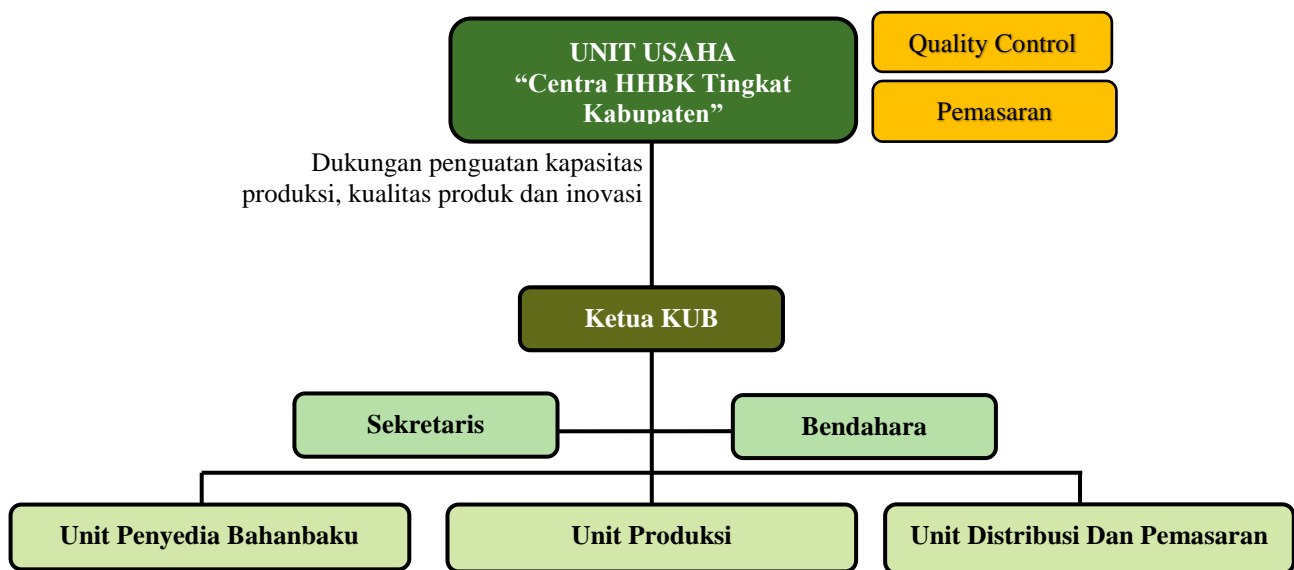 UNIT USAHA
“Centra HHBK Tingkat
Kabupaten”
Quality Control
Pemasaran
Dukungan penguatan kapasitas
produksi, kualitas produk dan inovasi
Ketua KUB
Sekretaris
Bendahara
Unit Penyedia Bahanbaku
Unit Produksi
Unit Distribusi Dan Pemasaran